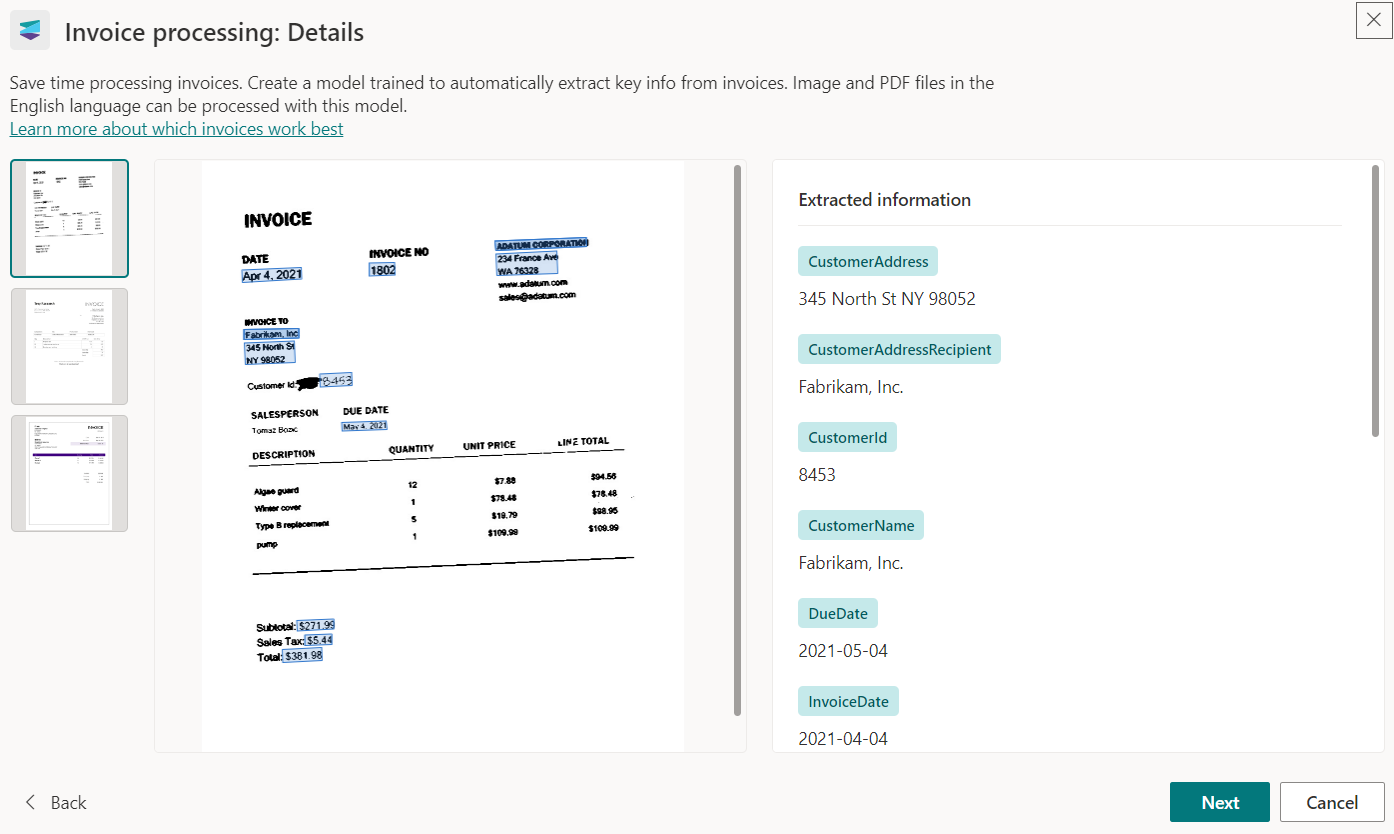 Invoice processing: Details
Save time processing invoices. Create a model trained to automatically extract key info from invoices. Image and PDF files in the
English language can be processed with this model.
Learn more about which invoices work best
INVOICE
DATE
Apr 4, 2021
INVOICE NO
1802
ADATUM CORPORATION
234 France Ave
WA 76328
www.adatum.com
sales@adatum.com
INVOICE TO
Fabrikam, Inc
345 North St
NY 98052
Customer Id: 8453
SALESPERSON DUE DATE
Tomaz Bozic May 4, 2021
DESCRIPTION QUANTITY UNIT PRICE LINE TOTAL
Algae guard 12 $7.88 $94.56
Winter cover 1 $78.48 $78.48
Type B replacement 5 $19.79 $98.95
pump 1 $109.99 $109.99
Subtotal: $271.99
Sales Tax: $5.44
Total: $381.98
Extracted information
CustomerAddress
345 North St NY 98052
CustomerAddressRecipient
Fabrikam, Inc.
CustomerId
8453
CustomerName
Fabrikam, Inc.
DueDate
2021-05-04
InvoiceDate
2021-04-04
Back
Next
Cancel